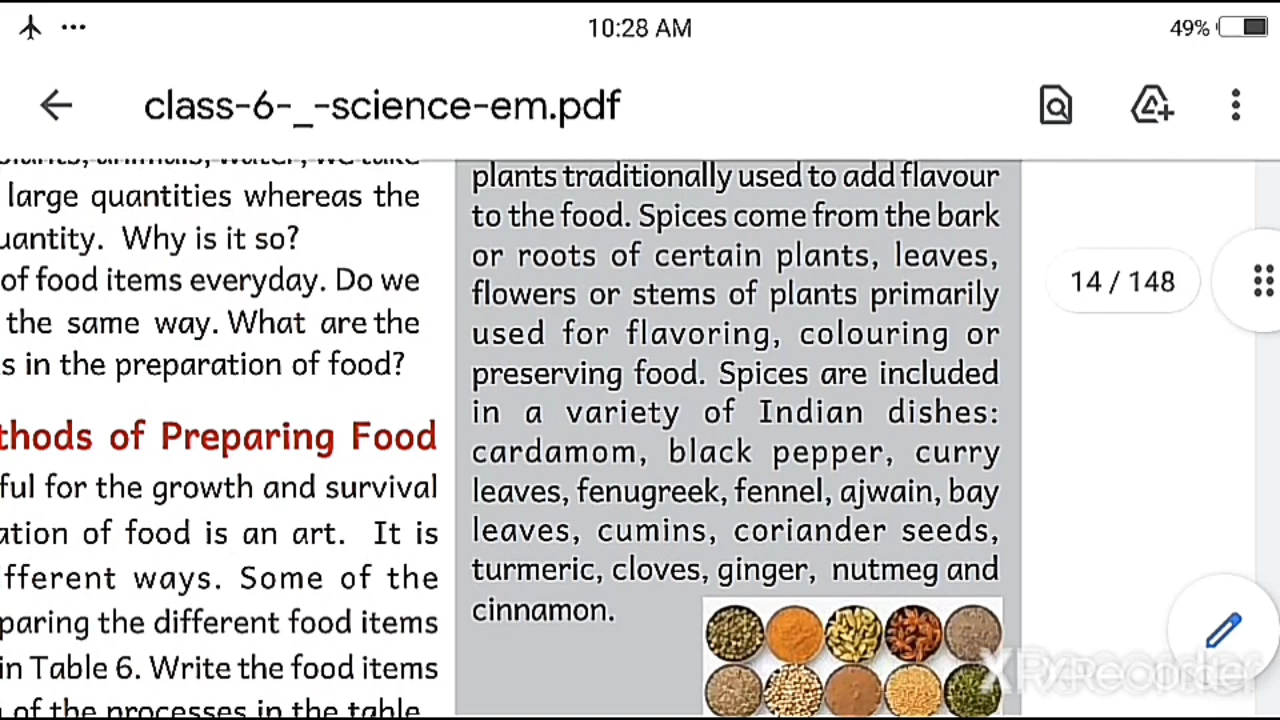 10:28 AM
49%
class-6-_-science-em.pdf
large quantities whereas the
Why is it so?
of food items everyday. Do we
the same way. What are the
s in the preparation of food?
thods of Preparing Food
ful for the growth and survival
ation of food is an art. It is
fferent ways. Some of the
paring the different food items
in Table 6. Write the food items
of the processes in the table
plants traditionally used to add flavour
to the food. Spices come from the bark
or roots of certain plants, leaves,
flowers or stems of plants primarily
used for flavoring, colouring or
preserving food. Spices are included
in a variety of Indian dishes:
cardamom, black pepper, curry
leaves, fenugreek, fennel, ajwain, bay
leaves, cumins, coriander seeds,
turmeric, cloves, ginger, nutmeg and
cinnamon.
14 / 148